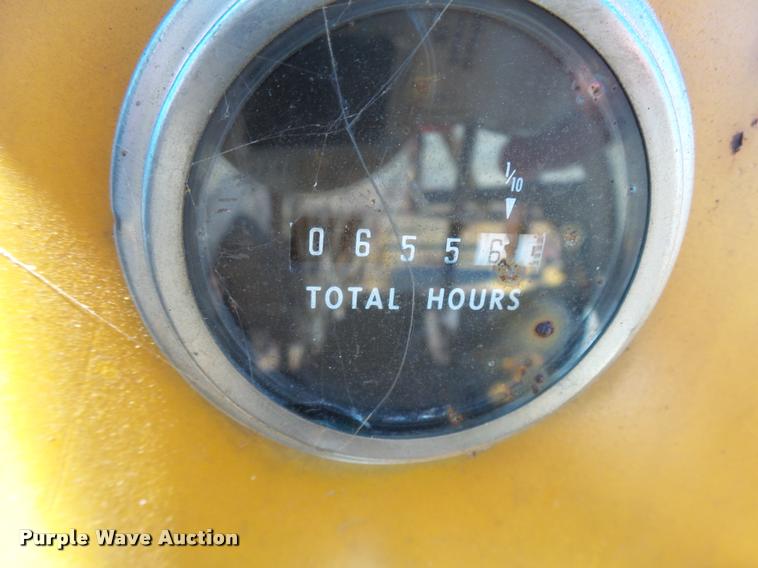 1/10
0 6 5 5 6
TOTAL HOURS
Purple Wave Auction